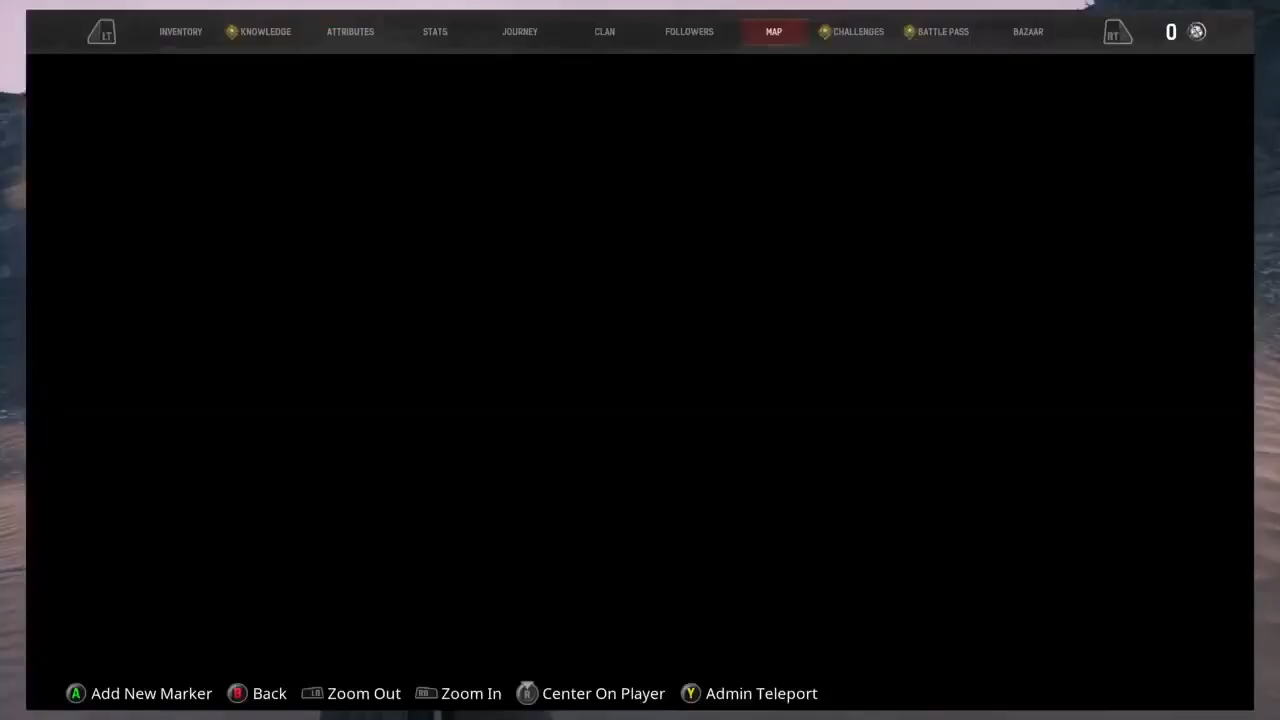 LT INVENTORY KNOWLEDGE ATTRIBUTES STATS JOURNEY CLAN FOLLOWERS MAP CHALLENGES BATTLE PASS BAZAAR RT 0
A Add New Marker B Back LB Zoom Out RB Zoom In R Center On Player Y Admin Teleport